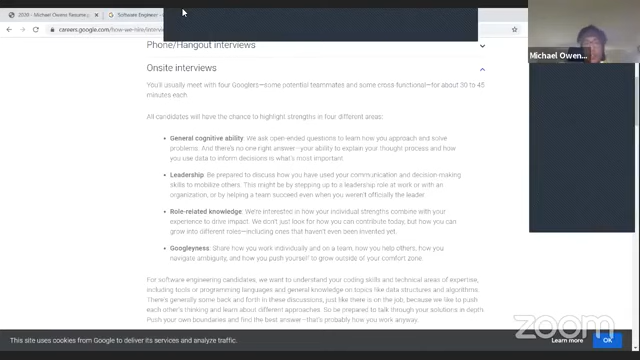 2020 - Michael Owens Resume
Software Engineer
careers.google.com/how-we-hire/interv
Michael Owen...
Phone/Hangout interviews
Onsite interviews
You'll usually meet with four Googlers—some potential teammates and some cross functional—for about 30 to 45
minutes each.
All candidates will have the chance to highlight strengths in four different areas:
• General cognitive ability: We ask open-ended questions to learn how you approach and solve
problems. And there's no one right answer—your ability to explain your thought process and how
you use data to inform decisions is what's most important.
• Leadership: Be prepared to discuss how you have used your communication and decision-making
skills to mobilize others. This might be by stepping up to a leadership role at work or with an
organization, or by helping a team succeed even when you weren't officially the leader.
• Role-related knowledge: We're interested in how your individual strengths combine with your
experience to drive impact. We don't just look for how you can contribute today, but how you can
grow into different roles—including ones that haven't even been invented yet.
• Googleyness: Share how you work individually and on a team, how you help others, how you
navigate ambiguity, and how you push yourself to grow outside of your comfort zone.
For software engineering candidates, we want to understand your coding skills and technical areas of expertise,
including tools or programming languages and general knowledge on topics like data structures and algorithms.
There's generally some back and forth in these discussions, just like there is on the job, because we like to push
each other's thinking and learn about different approaches. So be prepared to talk through your solutions in depth.
Push your own boundaries and find the best answer—that's probably how you work anyway.
zoom
This site uses cookies from Google to deliver its services and analyze traffic.
Learn more
OK